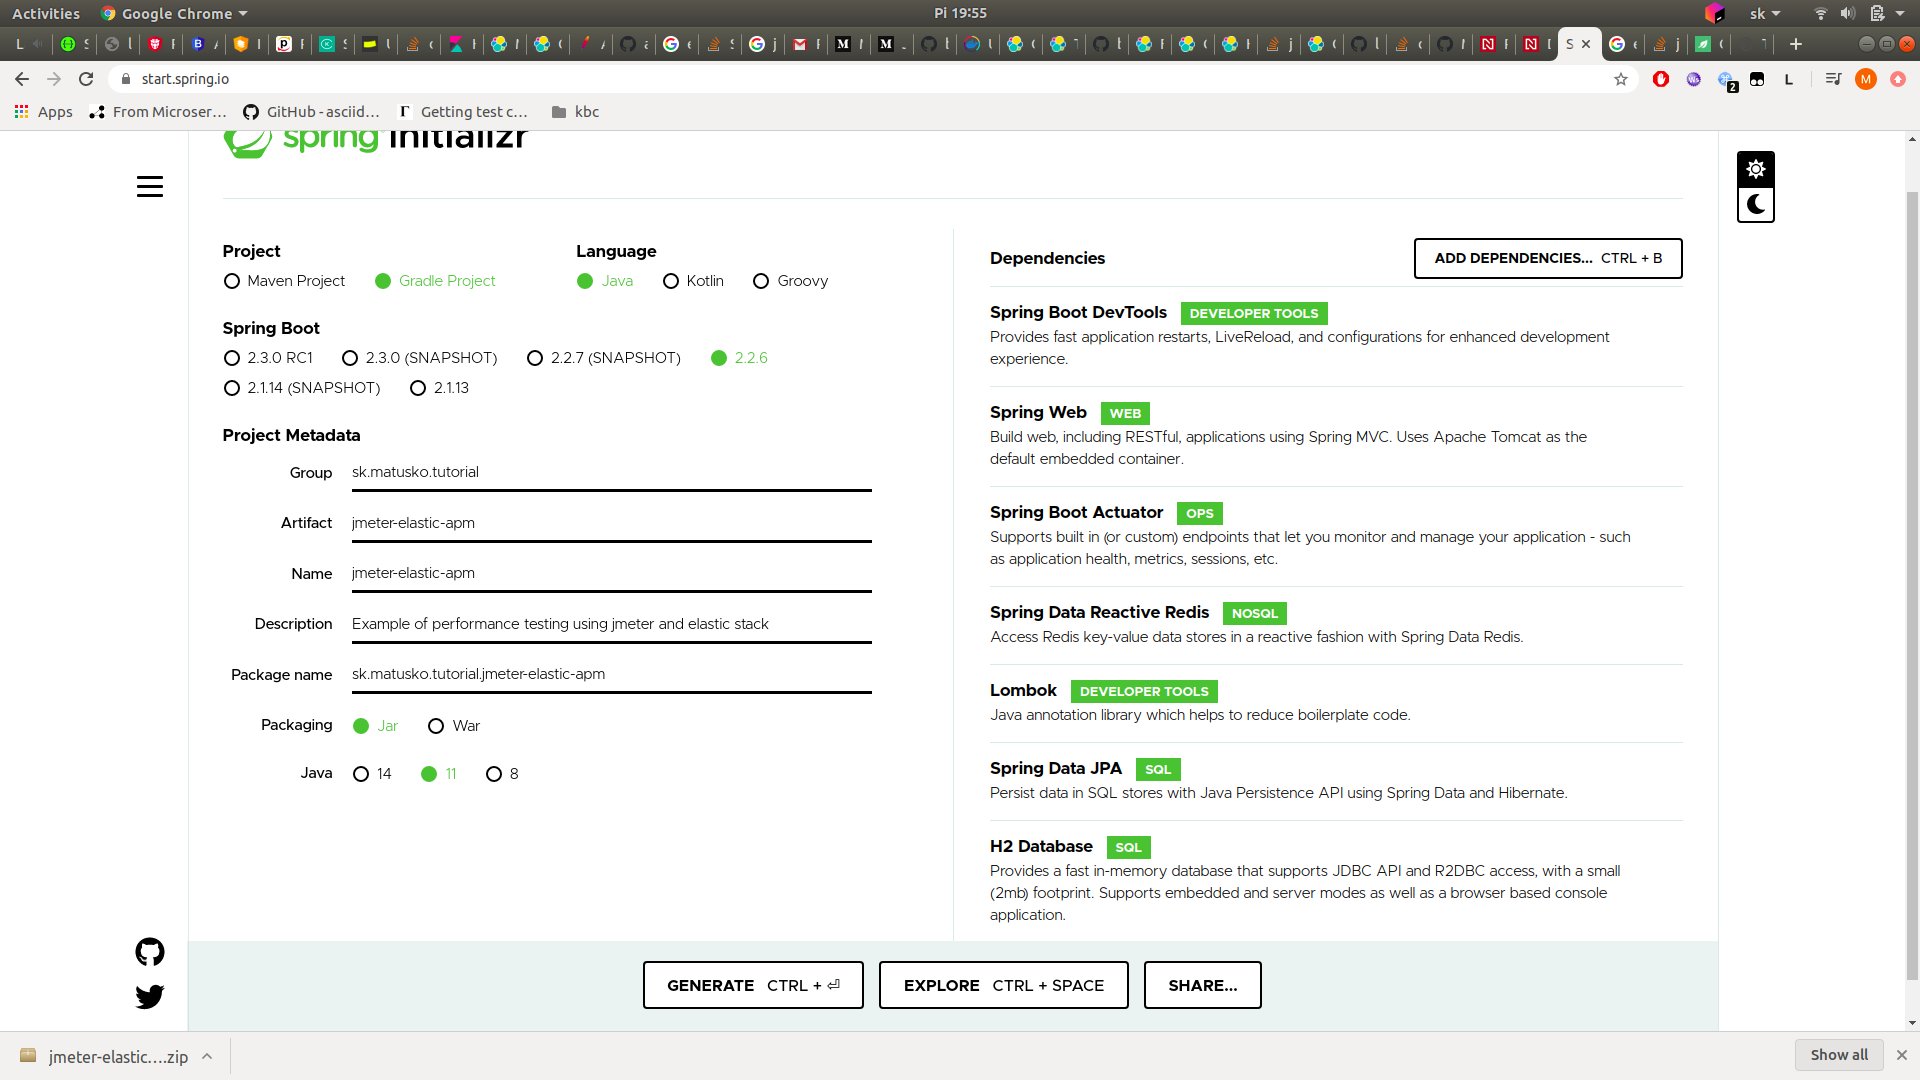 Activities
Google Chrome
Pi 19:55
sk
start.spring.io
2
L
M
Apps
From Microser...
GitHub - asciid...
Getting test c...
kbc
spring initializr
Project
Maven Project
Gradle Project
Language
Java
Kotlin
Groovy
Spring Boot
2.3.0 RC1
2.3.0 (SNAPSHOT)
2.2.7 (SNAPSHOT)
2.2.6
2.1.14 (SNAPSHOT)
2.1.13
Project Metadata
Group
sk.matusko.tutorial
Artifact
jmeter-elastic-apm
Name
jmeter-elastic-apm
Description
Example of performance testing using jmeter and elastic stack
Package name
sk.matusko.tutorial.jmeter-elastic-apm
Packaging
Jar
War
Java
14
11
8
Dependencies
ADD DEPENDENCIES... CTRL + B
Spring Boot DevTools DEVELOPER TOOLS
Provides fast application restarts, LiveReload, and configurations for enhanced development
experience.
Spring Web WEB
Build web, including RESTful, applications using Spring MVC. Uses Apache Tomcat as the
default embedded container.
Spring Boot Actuator OPS
Supports built in (or custom) endpoints that let you monitor and manage your application - such
as application health, metrics, sessions, etc.
Spring Data Reactive Redis NOSQL
Access Redis key-value data stores in a reactive fashion with Spring Data Redis.
Lombok DEVELOPER TOOLS
Java annotation library which helps to reduce boilerplate code.
Spring Data JPA SQL
Persist data in SQL stores with Java Persistence API using Spring Data and Hibernate.
H2 Database SQL
Provides a fast in-memory database that supports JDBC API and R2DBC access, with a small
(2mb) footprint. Supports embedded and server modes as well as a browser based console
application.
GENERATE CTRL + ⏎
EXPLORE CTRL + SPACE
SHARE...
jmeter-elastic....zip
Show all